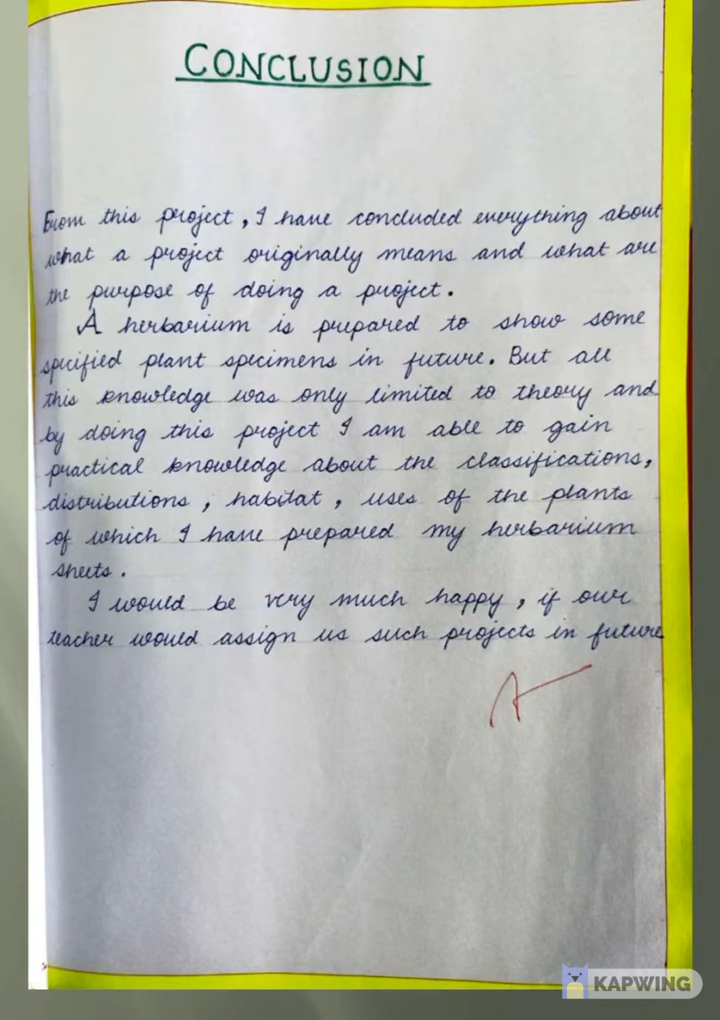 CONCLUSION
From this project, I have concluded everything about
what a project originally means and what are
the purpose of doing a project.
A herbarium is prepared to show some
spicified plant specimens in future. But all
this knowledge was only limited to theory and
by doing this project I am able to gain
practical knowledge about the classifications,
distributions, habitat, uses of the plants
of which I have prepared my herbarium
sheets.
I would be very much happy, if our
teacher would assign us such projects in future
KAPWING